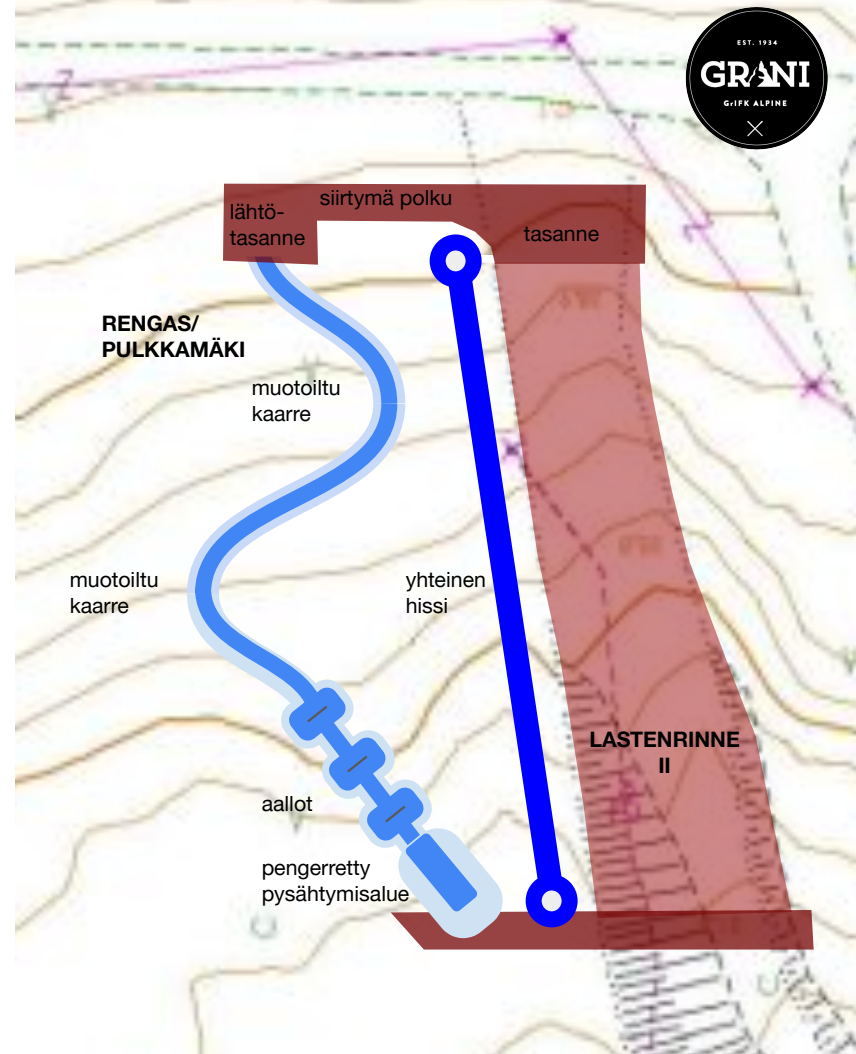 EST. 1934
GRANI
GrIFK ALPINE
siirtymä polku
lähtö-
tasanne
tasanne
RENGAS/
PULKKAMÄKI
muotoiltu
kaarre
muotoiltu
kaarre
yhteinen
hissi
LASTENRINNE
II
aallot
pengerretty
pysähtymisalue